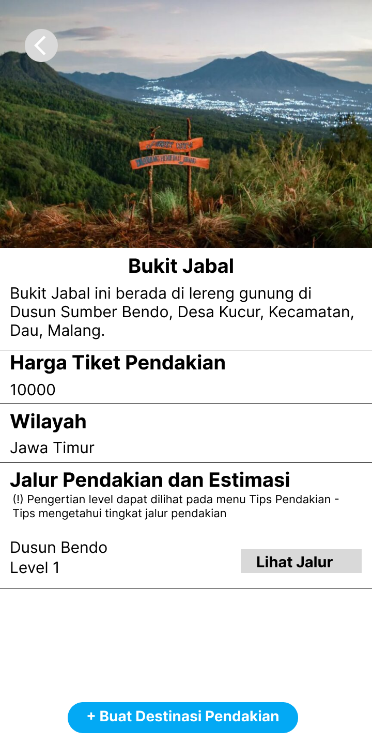 Bukit Jabal
Bukit Jabal ini berada di lereng gunung di
Dusun Sumber Bendo, Desa Kucur, Kecamatan,
Dau, Malang.
Harga Tiket Pendakian
10000
Wilayah
Jawa Timur
Jalur Pendakian dan Estimasi
(!) Pengertian level dapat dilihat pada menu Tips Pendakian -
Tips mengetahui tingkat jalur pendakian
Dusun Bendo
Level 1
Lihat Jalur
+ Buat Destinasi Pendakian